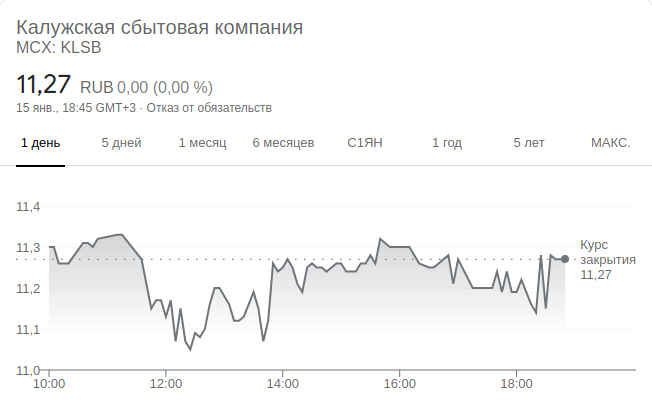 Калужская сбытовая компания
MCX: KLSB
11,27 RUB 0,00 (0,00 %)
15 янв., 18:45 GMT+3 · Отказ от обязательств
1 день 5 дней 1 месяц 6 месяцев С1ЯН 1 год 5 лет МАКС.
11,4
11,3
11,2
11,1
11,0
Курс
закрытия
11,27
10:00 12:00 14:00 16:00 18:00